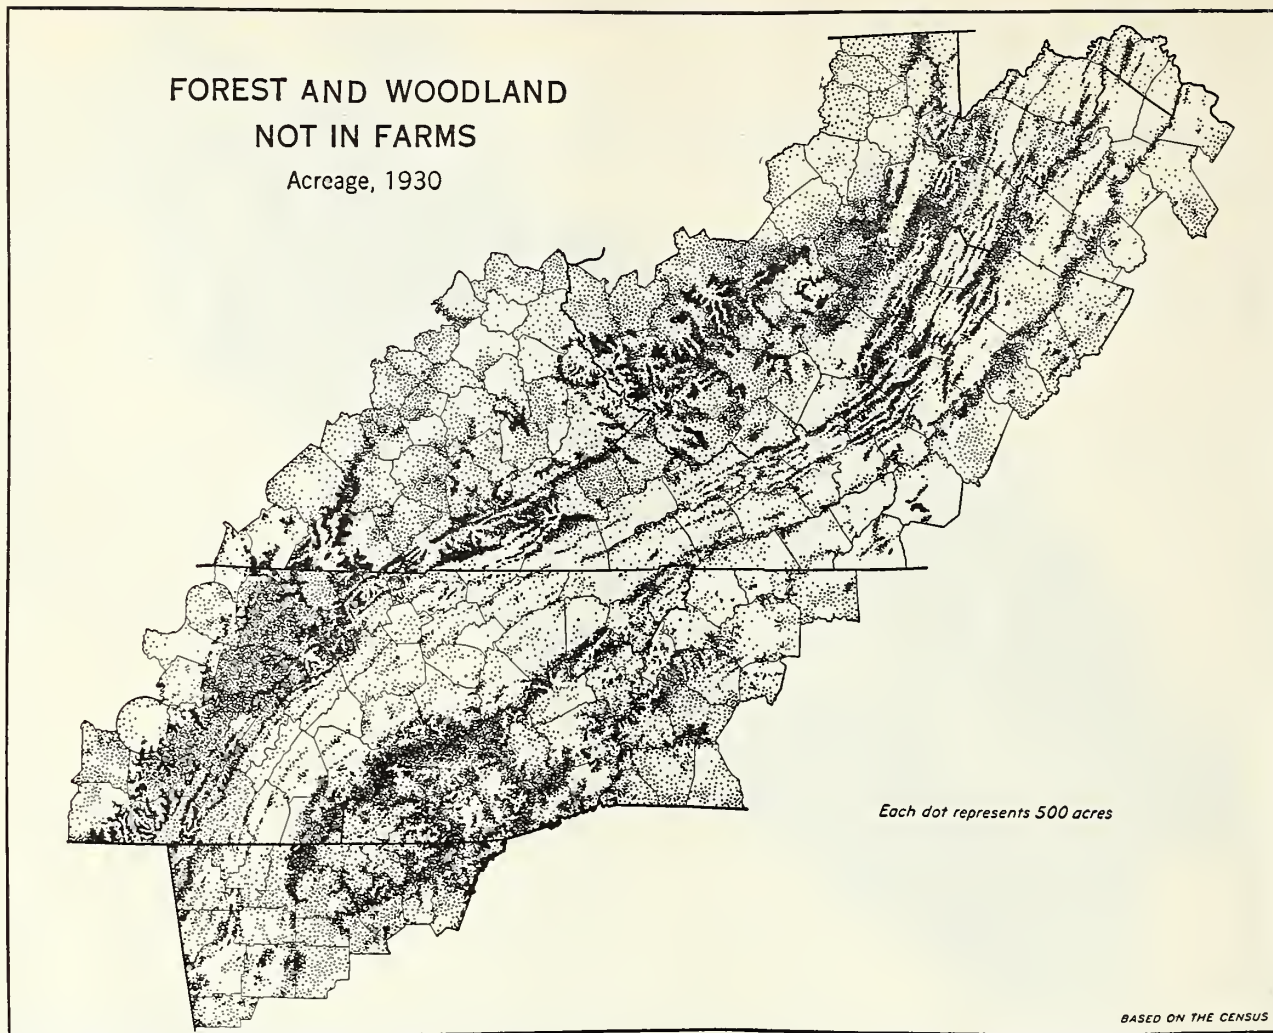 FOREST AND WOODLAND
NOT IN FARMS
Acreage, 1930
Each dot represents 500 acres
BASED ON THE CENSUS